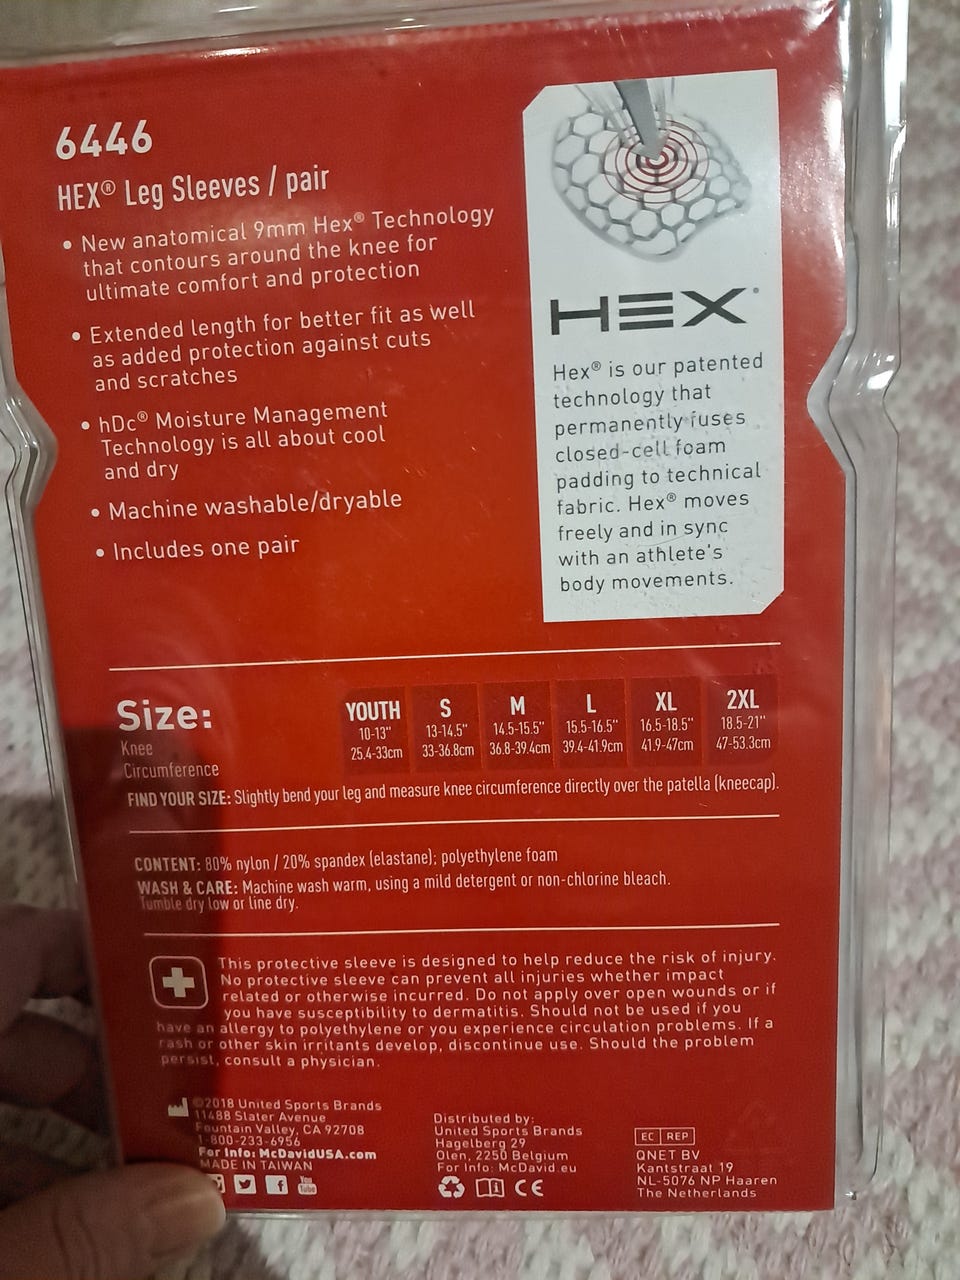 6446
HEX® Leg Sleeves / pair
• New anatomical 9mm Hex® Technology
that contours around the knee for
ultimate comfort and protection
• Extended length for better fit as well
as added protection against cuts
and scratches
• hDc® Moisture Management
Technology is all about cool
and dry
• Machine washable/dryable
• Includes one pair
HEX
Hex® is our patented
technology that
permanently fuses
closed-cell foam
padding to technical
fabric. Hex® moves
freely and in sync
with an athlete's
body movements.
Size:
Knee
Circumference
YOUTH S M L XL 2XL
10-13" 13-14.5" 14.5-15.5" 15.5-16.5" 16.5-18.5" 18.5-21"
25.4-33cm 33-36.8cm 36.8-39.4cm 39.4-41.9cm 41.9-47cm 47-53.3cm
FIND YOUR SIZE: Slightly bend your leg and measure knee circumference directly over the patella (kneecap).
CONTENT: 80% nylon / 20% spandex (elastane); polyethylene foam
WASH & CARE: Machine wash warm, using a mild detergent or non-chlorine bleach.
Tumble dry low or line dry.
This protective sleeve is designed to help reduce the risk of injury.
No protective sleeve can prevent all injuries whether impact
related or otherwise incurred. Do not apply over open wounds or if
you have susceptibility to dermatitis. Should not be used if you
have an allergy to polyethylene or you experience circulation problems. If a
rash or other skin irritants develop, discontinue use. Should the problem
persist, consult a physician.
©2018 United Sports Brands
11488 Slater Avenue
Fountain Valley, CA 92708
1-800-233-6956
For Info: McDavidUSA.com
MADE IN TAIWAN
You
Tube
Distributed by:
United Sports Brands
Hagelberg 29
Olen, 2250 Belgium
For Info: McDavid.eu
CE
EC REP
QNET BV
Kantstraat 19
NL-5076 NP Haaren
The Netherlands